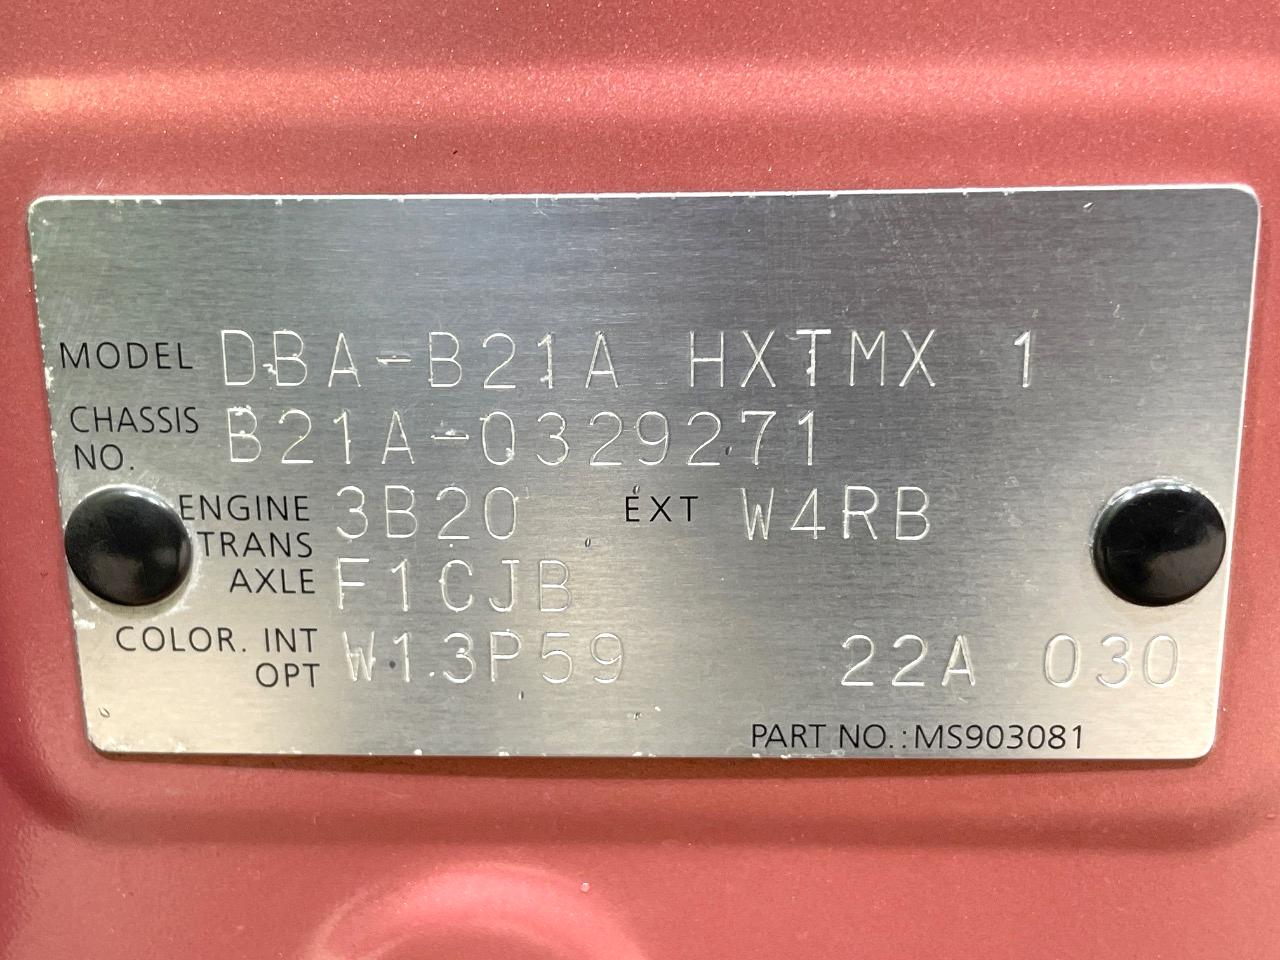 MODEL DBA-B21A HXTMX 1
CHASSIS NO. B21A-0329271
ENGINE 3B20 EXT W4RB
TRANS AXLE F1CJB
COLOR. INT OPT W13P59 22A 030
PART NO.:MS903081